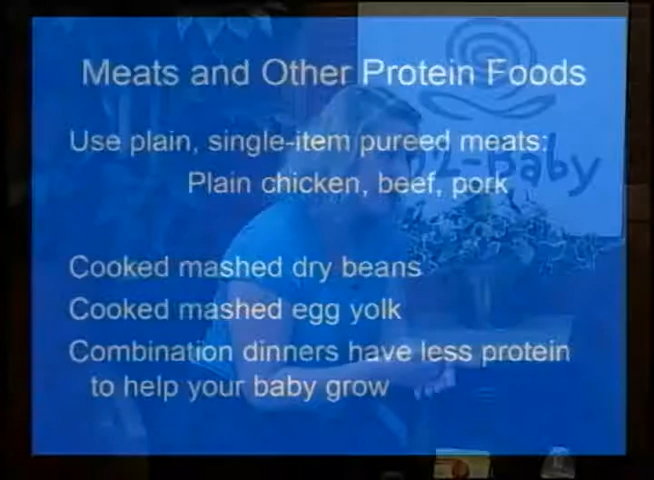 Meats and Other Protein Foods
Use plain, single-item pureed meats:
Plain chicken, beef, pork
Cooked mashed dry beans
Cooked mashed egg yolk
Combination dinners have less protein
to help your baby grow
-Baby